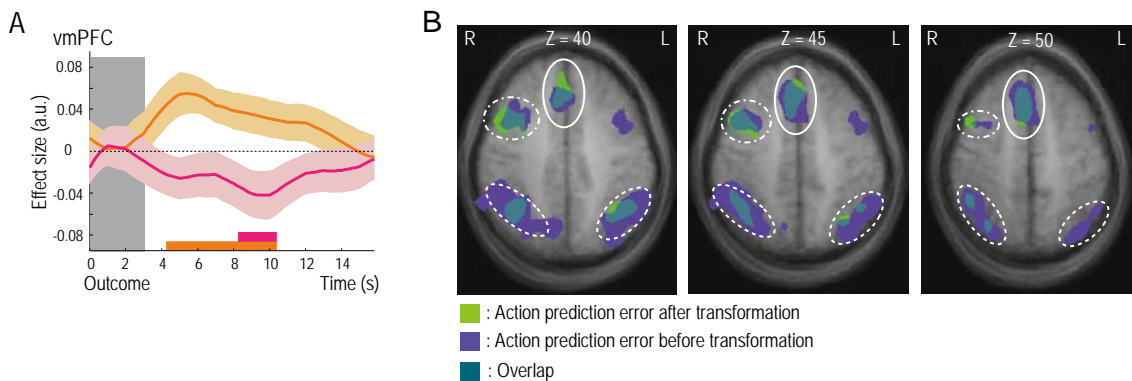 A
vmPFC
0.08
0.04
0
-0.04
-0.08
Effect size (a.u.)
0 2 4 6 8 10 12 14
Outcome Time (s)
B
R Z = 40 L
R Z = 45 L
R Z = 50 L
: Action prediction error after transformation
: Action prediction error before transformation
: Overlap